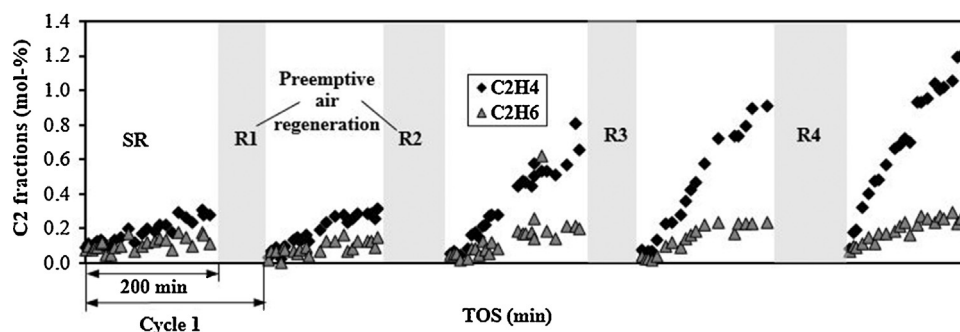 1.4
1.2
1.0
0.8
0.6
0.4
0.2
0.0
C2 fractions (mol-%)
SR
R1
Preemptive
air
regeneration
R2
C2H4
C2H6
R3
R4
200 min
Cycle 1
TOS (min)